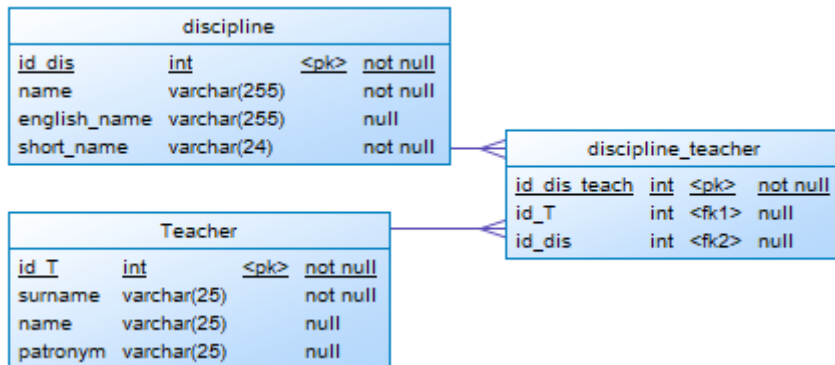 discipline
id_dis int <pk> not null
name varchar(255) not null
english_name varchar(255) null
short_name varchar(24) not null
discipline_teacher
id_dis_teach int <pk> not null
id_T int <fk1> null
id_dis int <fk2> null
Teacher
id_T int <pk> not null
surname varchar(25) not null
name varchar(25) null
patronym varchar(25) null